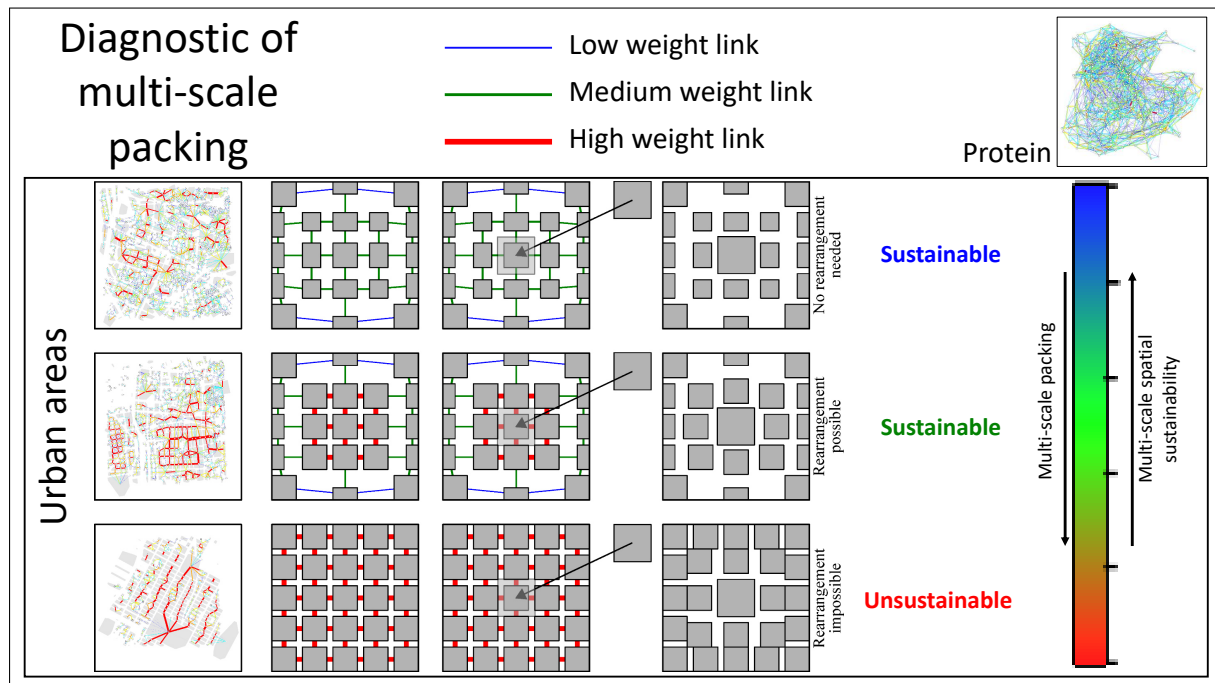 Diagnostic of
multi-scale
packing
Low weight link
Medium weight link
High weight link
Protein
Urban areas
No rearrangement
needed
Sustainable
Rearrangement
possible
Sustainable
Rearrangement
impossible
Unsustainable
Multi-scale packing
Multi-scale spatial
sustainability